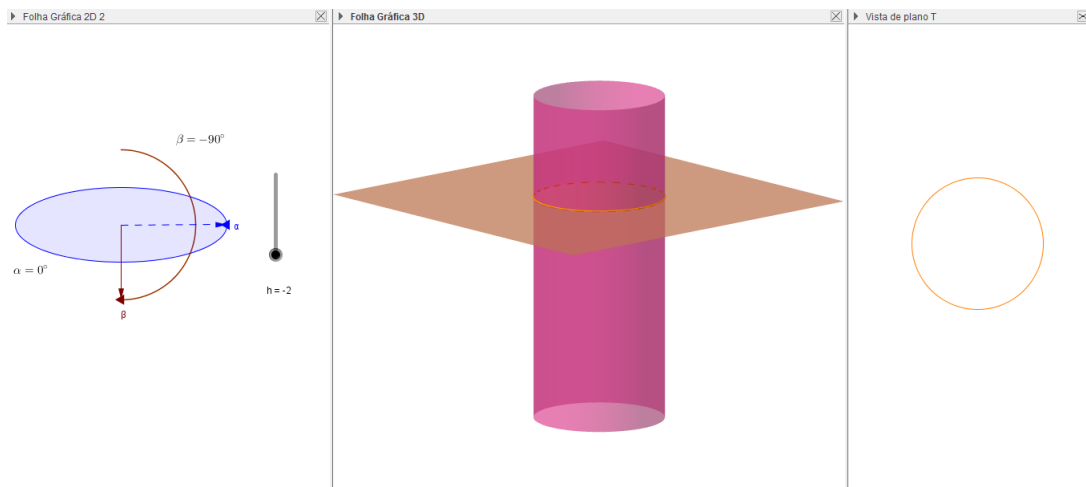 Folha Gráfica 2D 2
β = −90°
α
α = 0°
h = -2
β
Folha Gráfica 3D
Vista de plano T